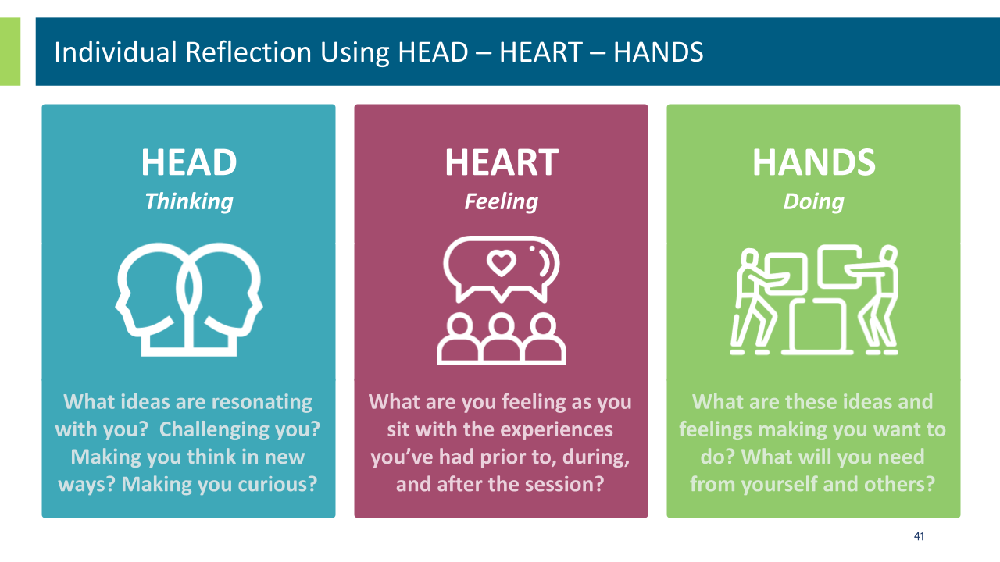 Individual Reflection Using HEAD – HEART – HANDS
HEAD
Thinking
What ideas are resonating
with you?  Challenging you?
Making you think in new
ways? Making you curious?
HEART
Feeling
What are you feeling as you
sit with the experiences
you’ve had prior to, during,
and after the session?
HANDS
Doing
What are these ideas and
feelings making you want to
do? What will you need
from yourself and others?
41